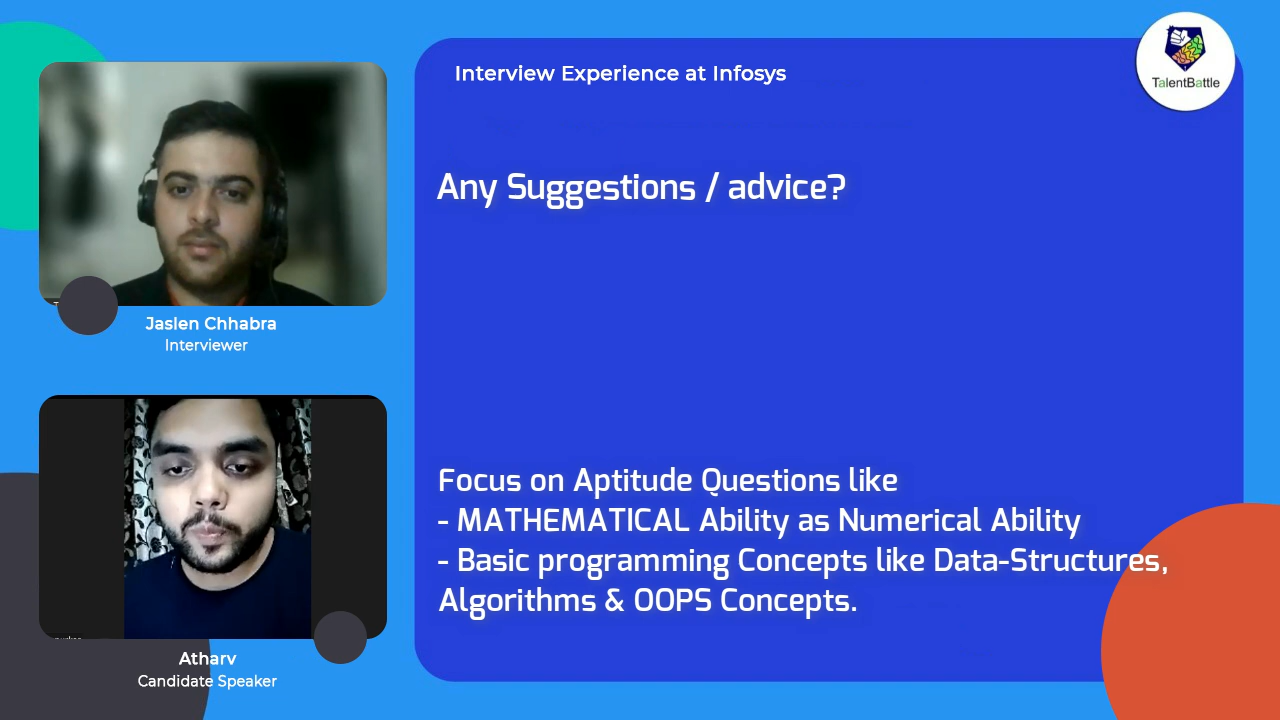 Interview Experience at Infosys
TalentBattle
Any Suggestions / advice?
Jaslen Chhabra
Interviewer
Focus on Aptitude Questions like
- MATHEMATICAL Ability as Numerical Ability
- Basic programming Concepts like Data-Structures,
Algorithms & OOPS Concepts.
Atharv
Candidate Speaker